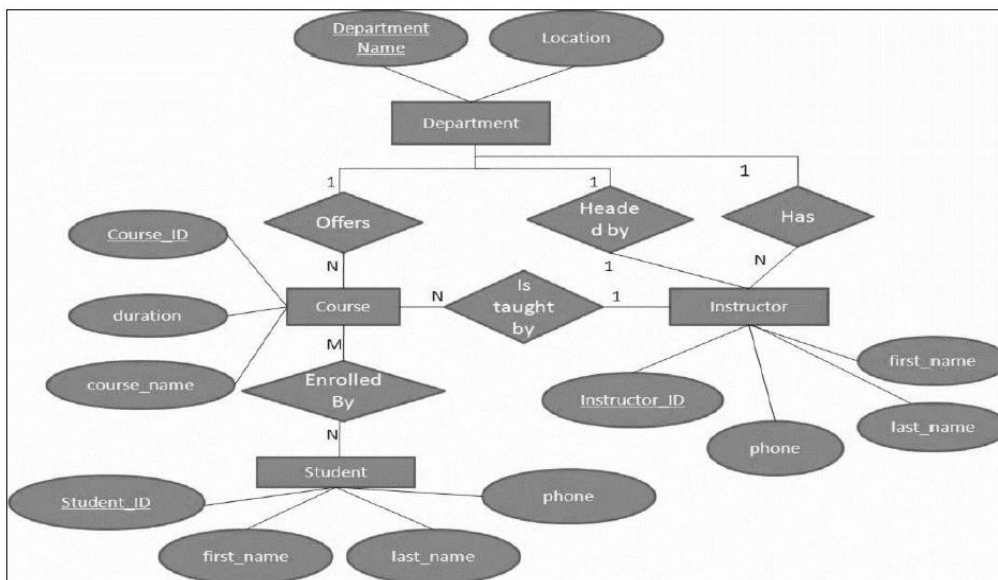 Department
Name
Location
Department
1
1
1
Offers
Heade
d by
Has
Course_ID
N
1
N
Is
taught
by
duration
Course
N
1
Instructor
M
course_name
Enrolled
By
first_name
Instructor_ID
last_name
N
phone
Student
Student_ID
phone
first_name
last_name